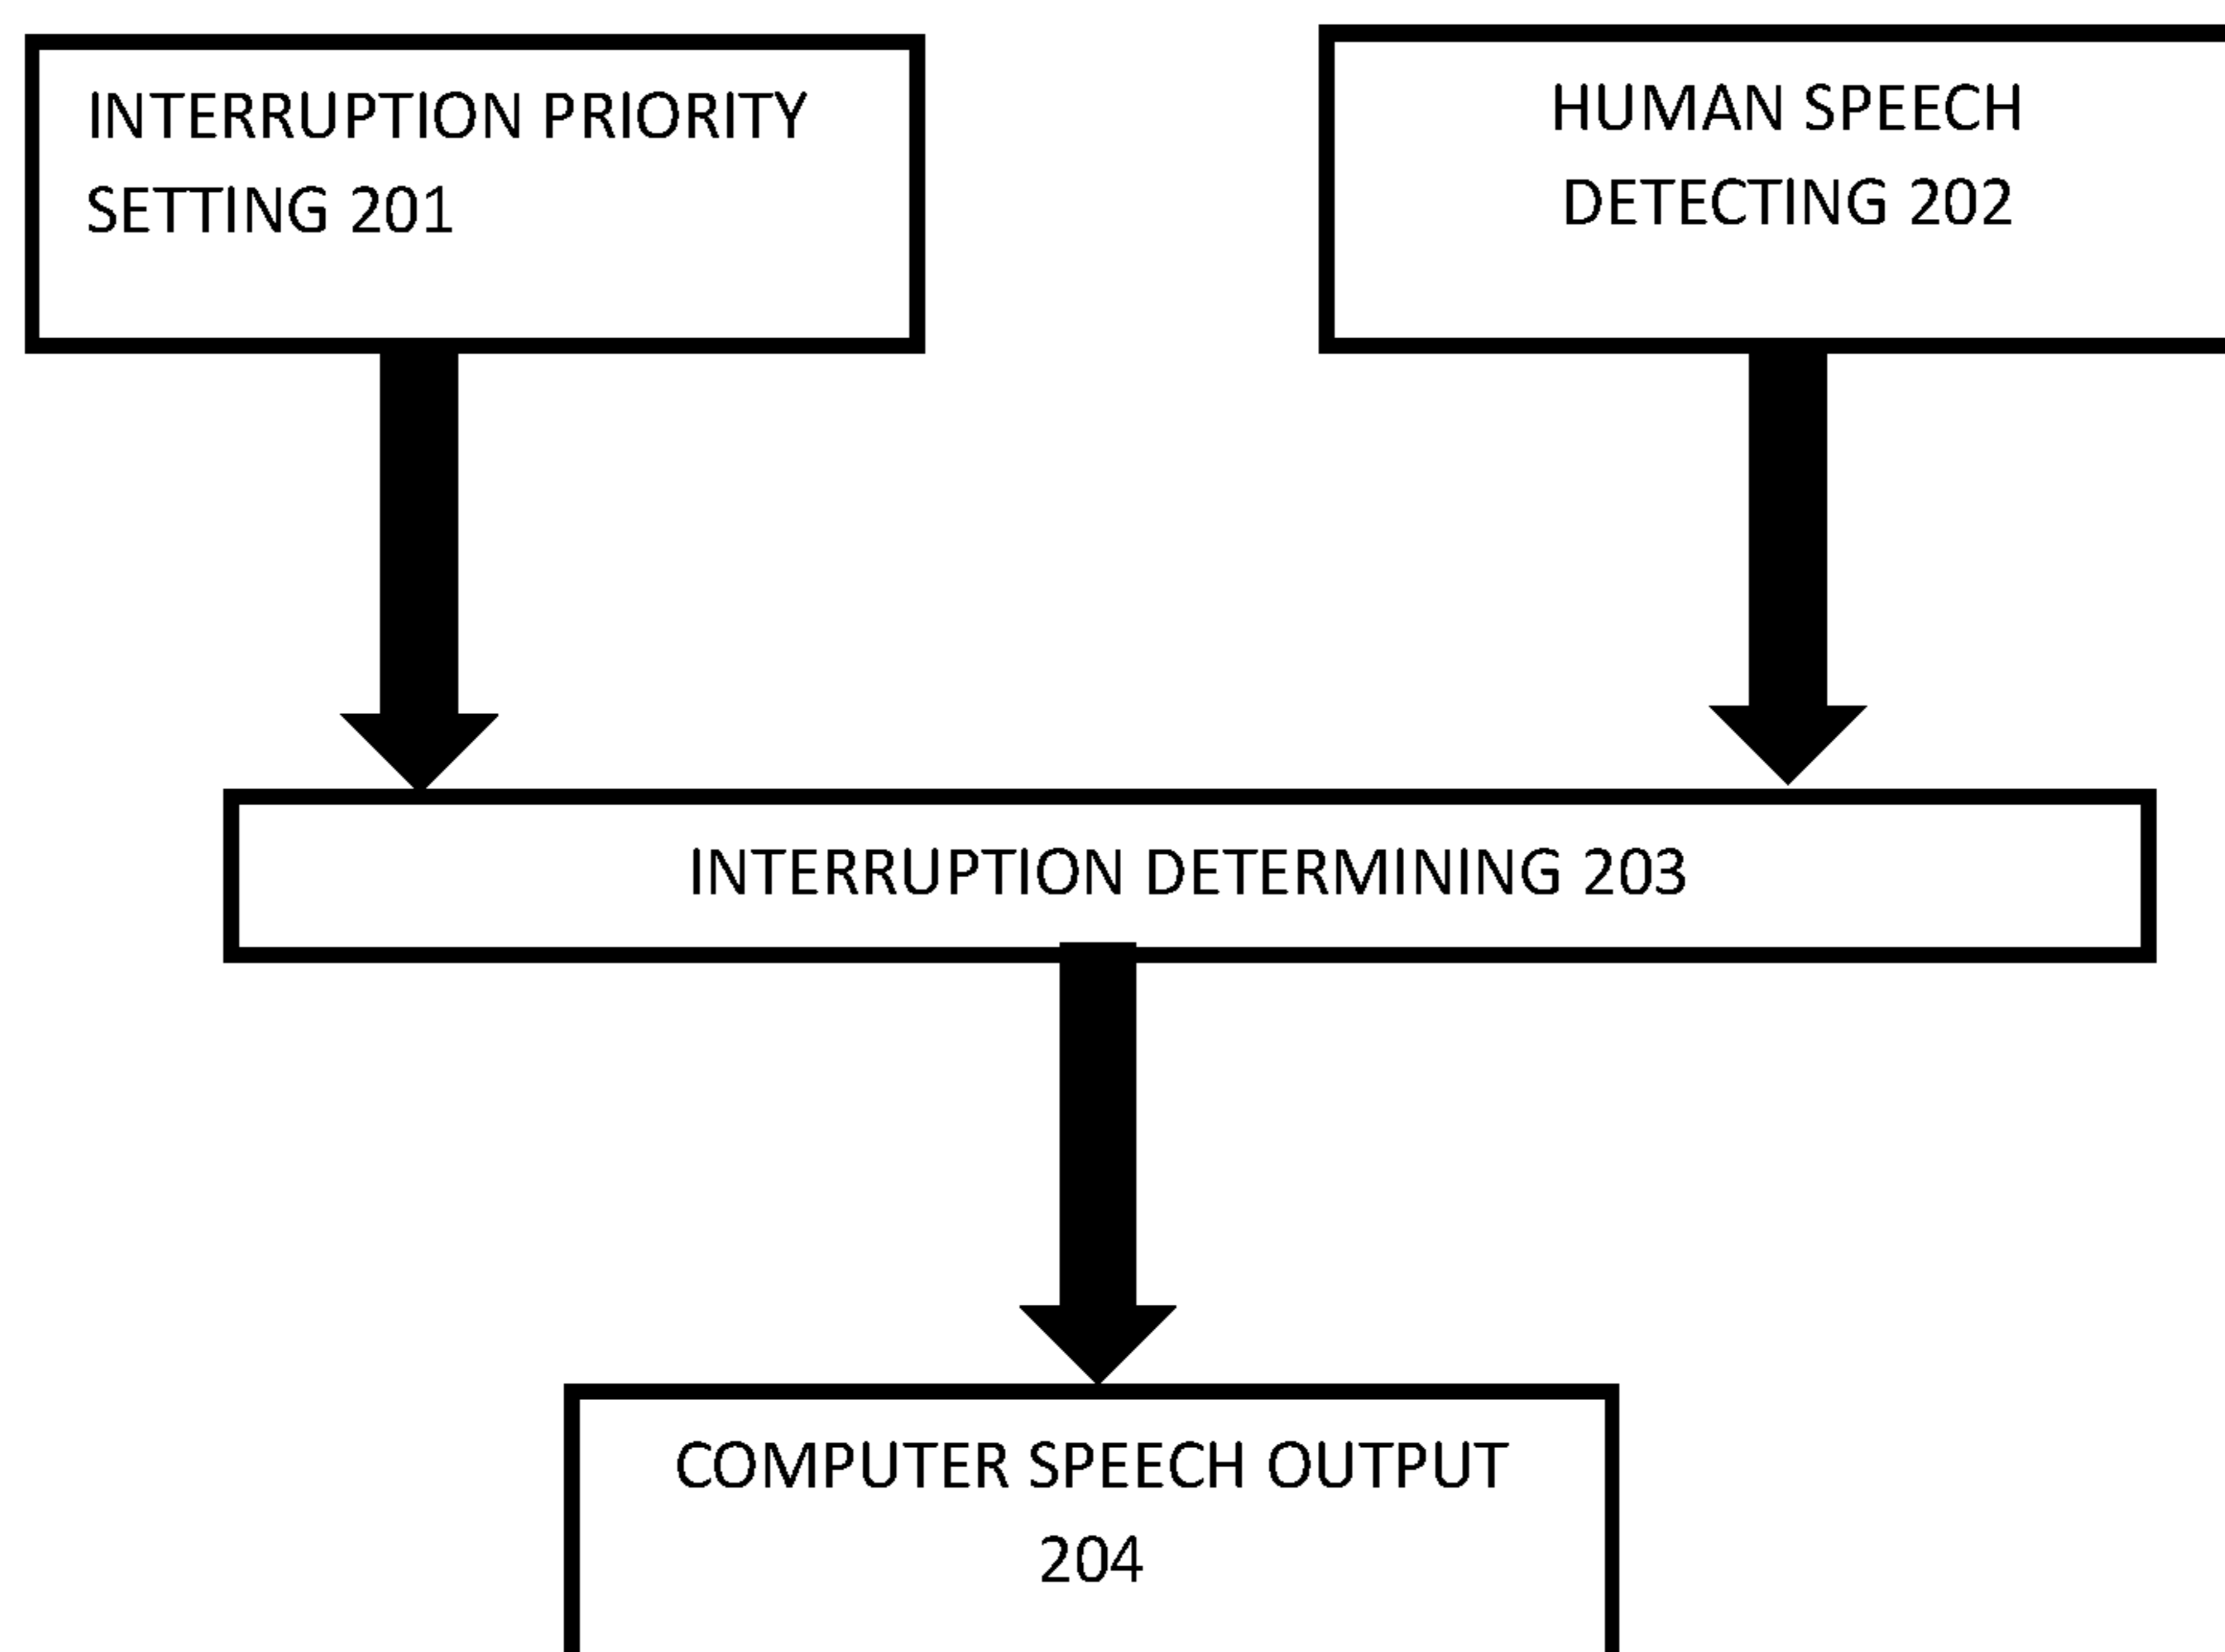 INTERRUPTION PRIORITY
SETTING 201
HUMAN SPEECH
DETECTING 202
INTERRUPTION DETERMINING 203
COMPUTER SPEECH OUTPUT
204